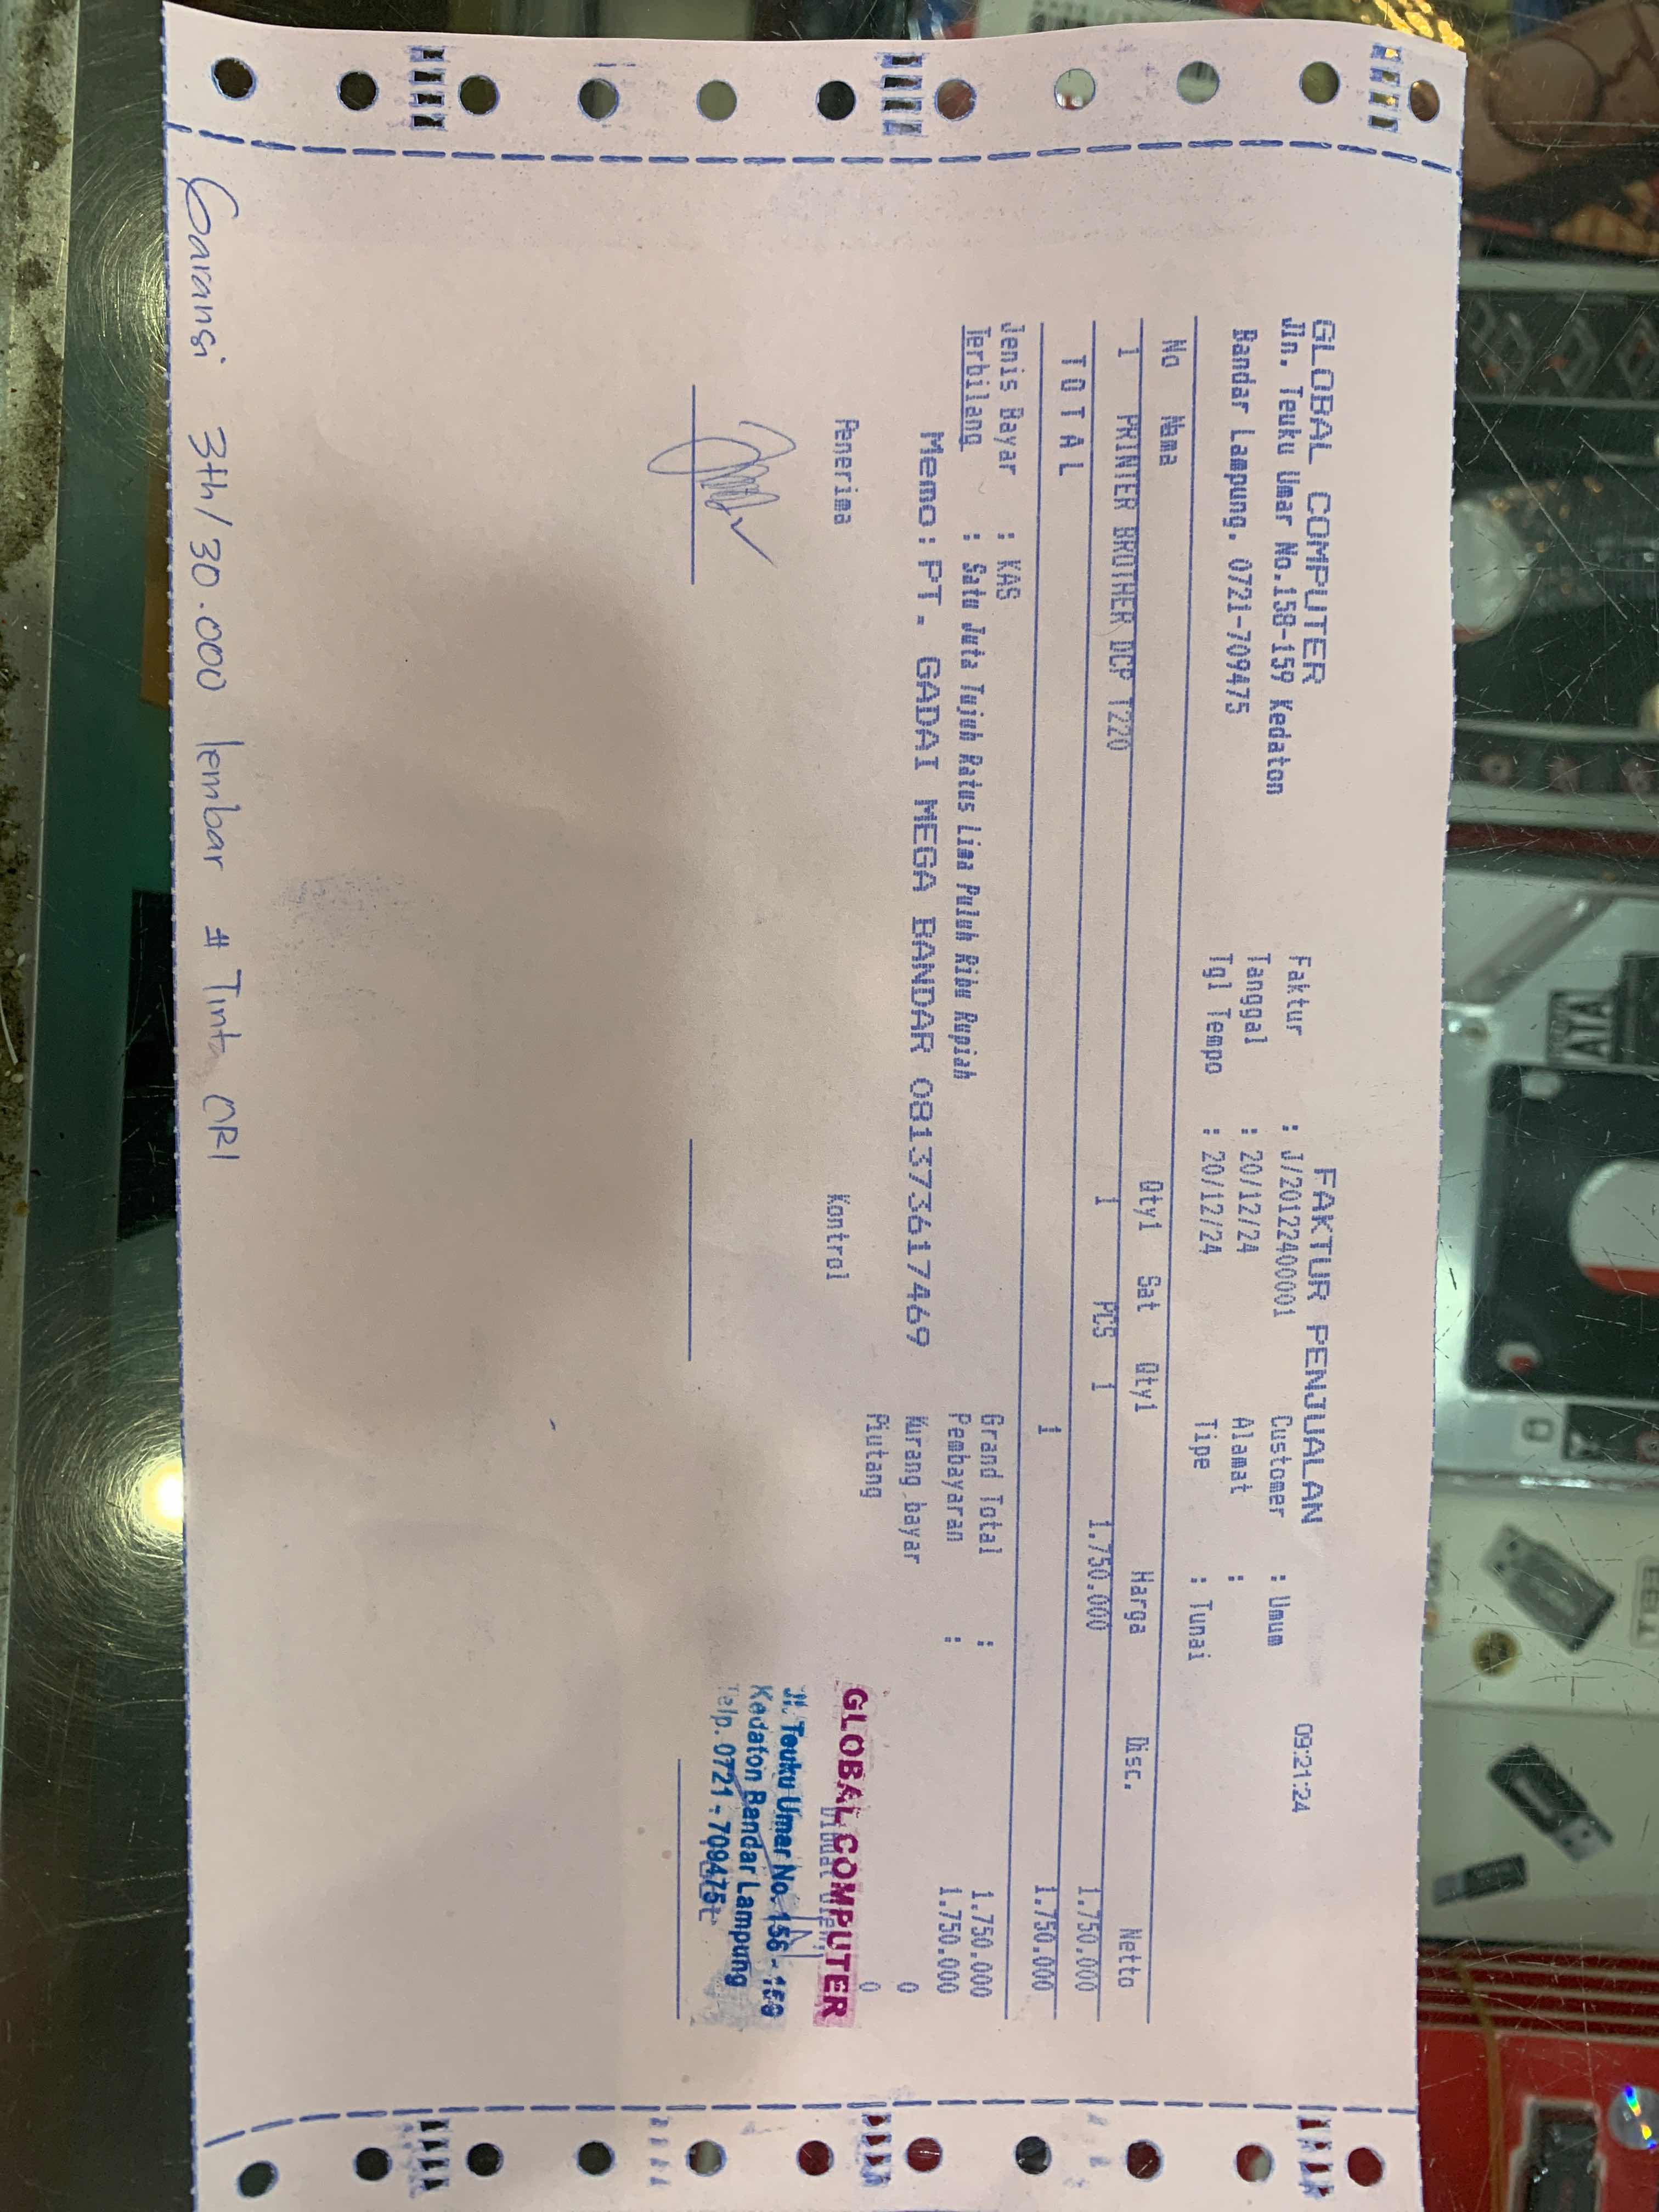 GLOBAL COMPUTER
Jln. Teuku Umar No.158-159 Kedaton
Bandar Lampung. 0721-709475
FAKTUR PENJUALAN 09:21:24
Faktur : J/20122400001 Customer : Umum
Tanggal : 20/12/24 Alamat :
Tgl Tempo : 20/12/24 Tipe : Tunai
No Nama Qty1 Sat Qty1 Harga Disc. Netto
1 PRINTER BROTHER DCP T220 1 PCS 1 1.750.000 1.750.000
T O T A L 1 1.750.000
Jenis Bayar : KAS Grand Total : 1.750.000
Terbilang : Satu Juta Tujuh Ratus Lima Puluh Ribu Rupiah Pembayaran : 1.750.000
Memo : PT. GADAI MEGA BANDAR 081373617469 Kurang bayar 0
Piutang 0
Penerima Kontrol Dibuat Oleh,
GLOBAL COMPUTER
Jl. Teuku Umar No. 156 - 159
Kedaton Bandar Lampung
Telp. 0721 - 709475
Garansi 3th / 30.000 lembar # Tinta ORI